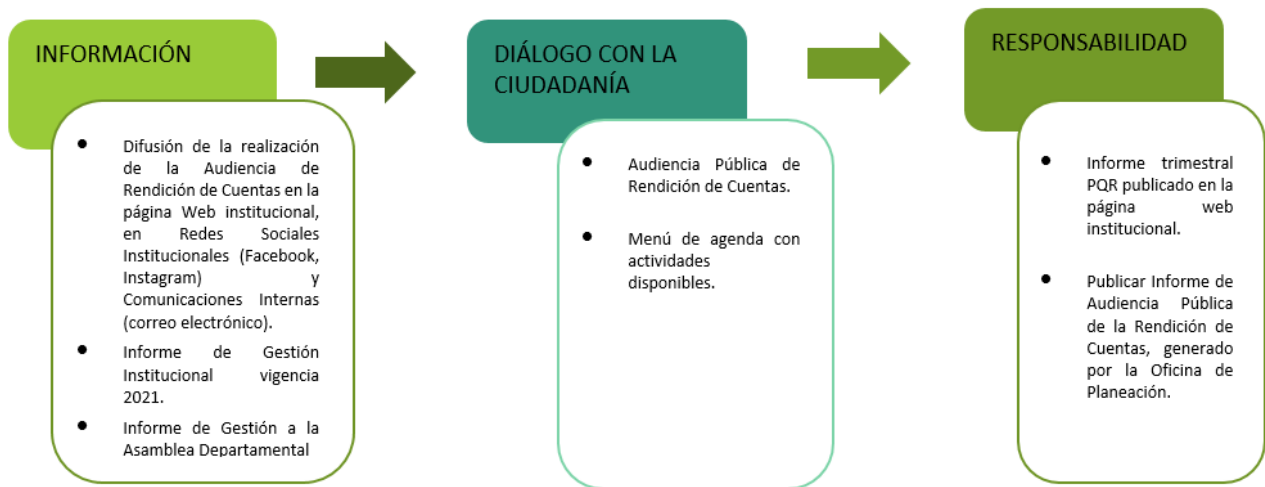 INFORMACIÓN
● Difusión de la realización
de la Audiencia de
Rendición de Cuentas en la
página Web institucional,
en Redes Sociales
Institucionales (Facebook,
Instagram) y
Comunicaciones Internas
(correo electrónico).
● Informe de Gestión
Institucional vigencia
2021.
● Informe de Gestión a la
Asamblea Departamental
DIÁLOGO CON LA
CIUDADANÍA
● Audiencia Pública de
Rendición de Cuentas.
● Menú de agenda con
actividades
disponibles.
RESPONSABILIDAD
● Informe trimestral
PQR publicado en la
página web
institucional.
● Publicar Informe de
Audiencia Pública
de la Rendición de
Cuentas, generado
por la Oficina de
Planeación.